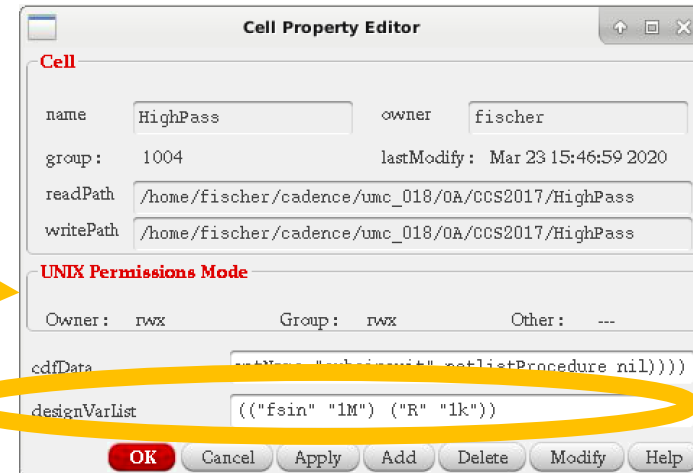 Cell Property Editor
Cell
name HighPass owner fischer
group : 1004 lastModify : Mar 23 15:46:59 2020
readPath /home/fischer/cadence/umc_018/OA/CCS2017/HighPass
writePath /home/fischer/cadence/umc_018/OA/CCS2017/HighPass
UNIX Permissions Mode
Owner : rwx Group : rwx Other : ---
cdfData netlistProcedure nil))))
designVarList (("fsin" "1M") ("R" "1k"))
OK Cancel Apply Add Delete Modify Help